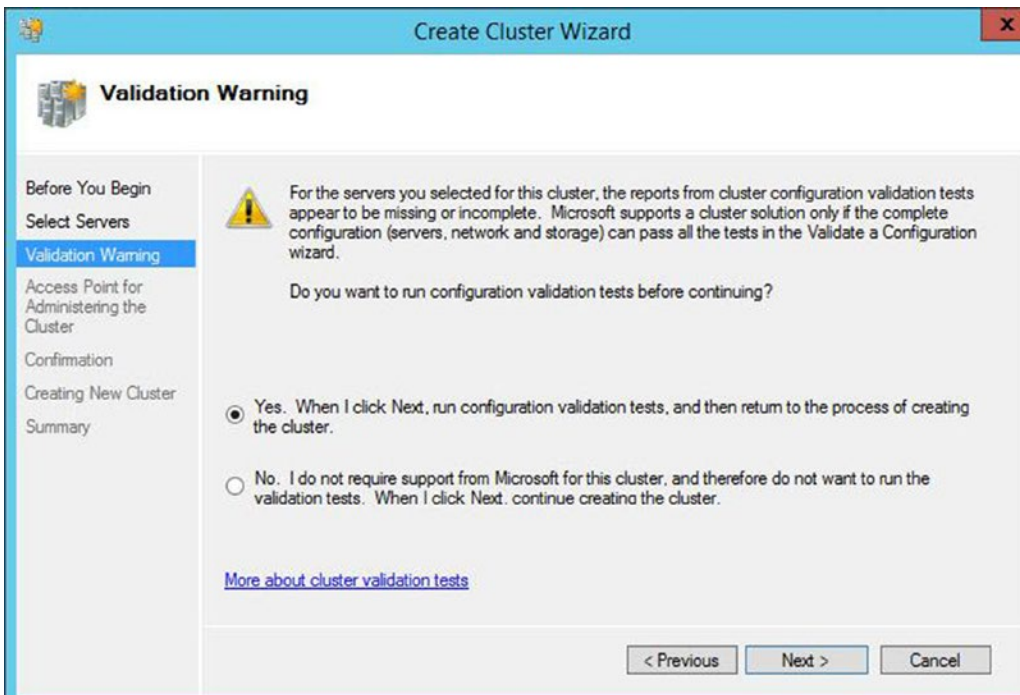 Create Cluster Wizard
x
Validation Warning
Before You Begin
Select Servers
Validation Warning
Access Point for
Administering the
Cluster
Confirmation
Creating New Cluster
Summary
For the servers you selected for this cluster, the reports from cluster configuration validation tests
appear to be missing or incomplete. Microsoft supports a cluster solution only if the complete
configuration (servers, network and storage) can pass all the tests in the Validate a Configuration
wizard.
Do you want to run configuration validation tests before continuing?
Yes. When I click Next, run configuration validation tests, and then return to the process of creating
the cluster.
No. I do not require support from Microsoft for this cluster, and therefore do not want to run the
validation tests. When I click Next. continue creating the cluster.
More about cluster validation tests
< Previous
Next >
Cancel